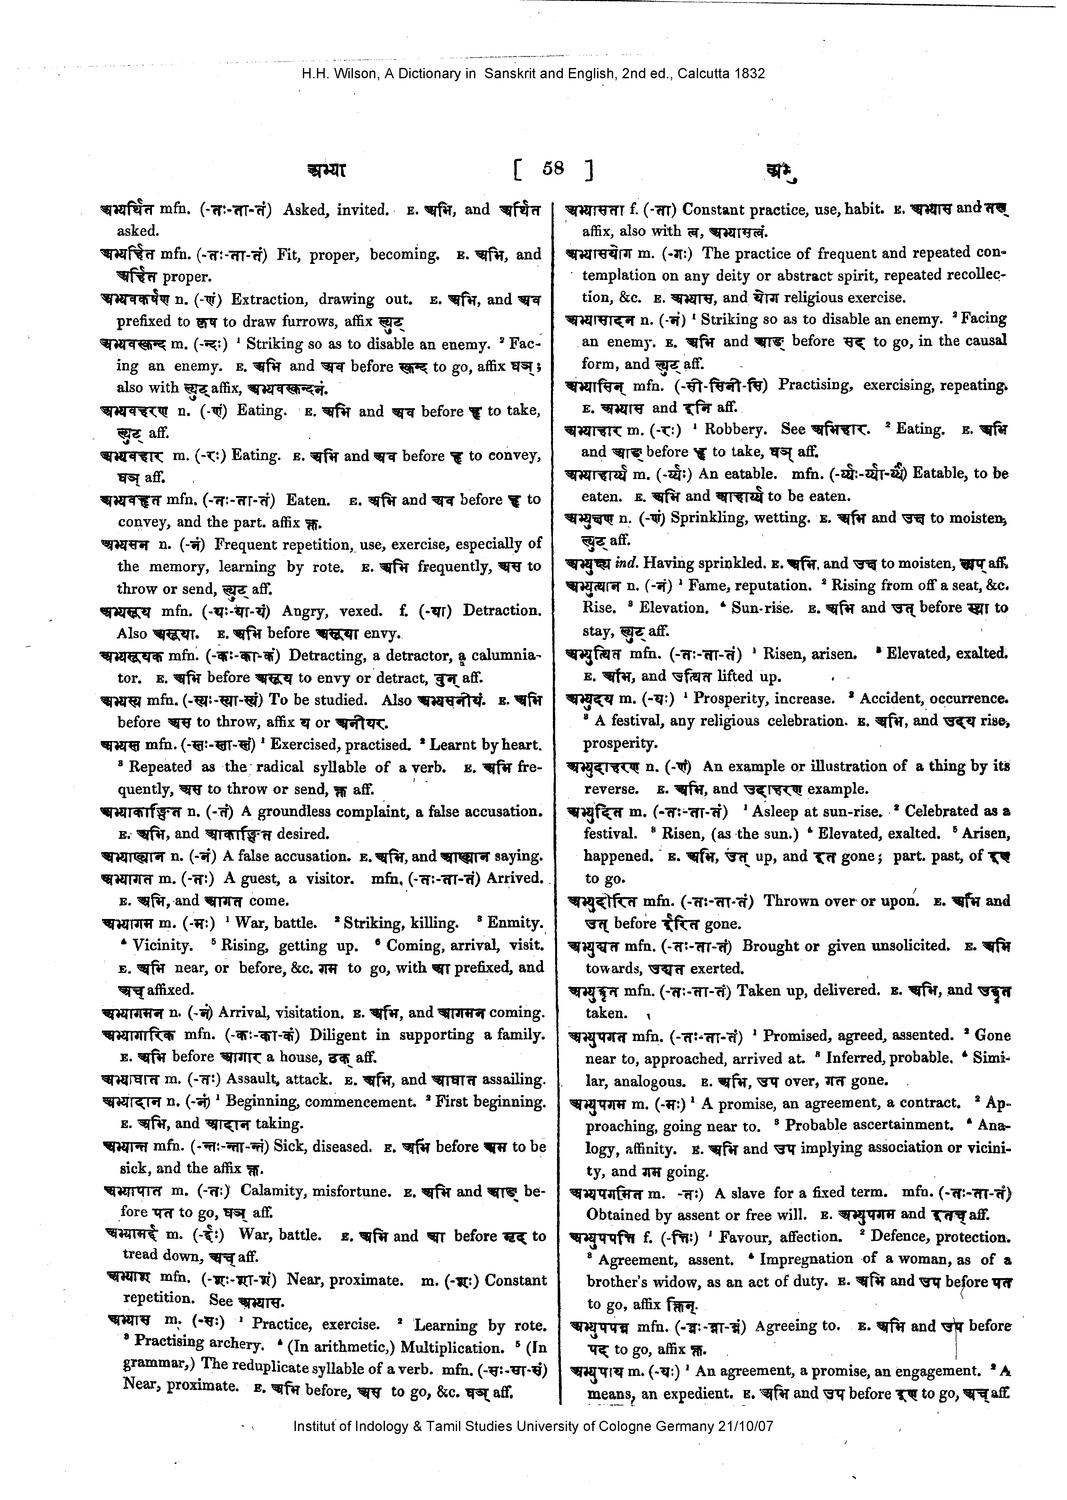 H.H. Wilson, A Dictionary in Sanskrit and English, 2nd ed., Calcutta 1832
अभ्या [ 58 ] अभ्यु
अभ्यर्थित mfn. (-तः-ता-तं) Asked, invited. E. अभि, and अर्थित
asked.
अभ्यर्हित mfn. (-तः-ता-तं) Fit, proper, becoming. E. अभि, and
अर्हित proper.
अभ्यवकर्षण n. (-णं) Extraction, drawing out. E. अभि, and अव
prefixed to कृष to draw furrows, affix ल्युट्
अभ्यवस्कन्द m. (-न्दः) ¹ Striking so as to disable an enemy. ² Fac-
ing an enemy. E. अभि and अव before स्कन्द to go, affix घञ्;
also with ल्युट् affix, अभ्यवस्कन्दनं.
अभ्यवहरण n. (-णं) Eating. E. अभि and अव before हृ to take,
ल्युट् aff.
अभ्यवहार m. (-रः) Eating. E. अभि and अव before हृ to convey,
घञ् aff.
अभ्यवहृत mfn. (-तः-ता-तं) Eaten. E. अभि and अव before हृ to
convey, and the part. affix क्त.
अभ्यसन n. (-नं) Frequent repetition, use, exercise, especially of
the memory, learning by rote. E. अभि frequently, अस to
throw or send, ल्युट् aff.
अभ्यसूय mfn. (-यः-या-यं) Angry, vexed. f. (-या) Detraction.
Also असूया. E. अभि before असूया envy.
अभ्यसूयक mfn. (-कः-का-कं) Detracting, a detractor, a calumnia-
tor. E. अभि before असूय to envy or detract, वुन् aff.
अभ्यस्य mfn. (-स्यः-स्या-स्यं) To be studied. Also अभ्यसनीयं. E. अभि
before अस to throw, affix य or अनीयर्.
अभ्यस्त mfn. (-स्तः-स्ता-स्तं) ¹ Exercised, practised. ² Learnt by heart.
³ Repeated as the radical syllable of a verb. E. अभि fre-
quently, अस to throw or send, क्त aff.
अभ्याकाङ्क्षित n. (-तं) A groundless complaint, a false accusation.
E. अभि, and आकाङ्क्षित desired.
अभ्याख्यान n. (-नं) A false accusation. E. अभि, and आख्यान saying.
अभ्यागत m. (-तः) A guest, a visitor. mfn. (-तः-ता-तं) Arrived.
E. अभि, and आगत come.
अभ्यागम m. (-मः) ¹ War, battle. ² Striking, killing. ³ Enmity.
⁴ Vicinity. ⁵ Rising, getting up. ⁶ Coming, arrival, visit.
E. अभि near, or before, &c. गम to go, with आ prefixed, and
अच् affixed.
अभ्यागमन n. (-नं) Arrival, visitation. E. अभि, and आगमन coming.
अभ्यागारिक mfn. (-कः-का-कं) Diligent in supporting a family.
E. अभि before आगार a house, ठक् aff.
अभ्याघात m. (-तः) Assault, attack. E. अभि, and आघात assailing.
अभ्यादान n. (-नं) ¹ Beginning, commencement. ² First beginning.
E. अभि, and आदान taking.
अभ्यान्त mfn. (-न्तः-न्ता-न्तं) Sick, diseased. E. अभि before अम to be
sick, and the affix क्त.
अभ्यापात m. (-तः) Calamity, misfortune. E. अभि and आङ् be-
fore पत to go, घञ् aff.
अभ्यामर्द m. (-र्दः) War, battle. E. अभि and आ before मृद to
tread down, अच् aff.
अभ्याश mfn. (-शः-शा-शं) Near, proximate. m. (-शः) Constant
repetition. See अभ्यास.
अभ्यास m. (-सः) ¹ Practice, exercise. ² Learning by rote.
³ Practising archery. ⁴ (In arithmetic,) Multiplication. ⁵ (In
grammar,) The reduplicate syllable of a verb. mfn. (-सः-सा-सं)
Near, proximate. E. अभि before, अस to go, &c. घञ् aff.
अभ्यासता f. (-ता) Constant practice, use, habit. E. अभ्यास and तल्
affix, also with त्व, अभ्यासत्वं.
अभ्यासयोग m. (-गः) The practice of frequent and repeated con-
templation on any deity or abstract spirit, repeated recollec-
tion, &c. E. अभ्यास, and योग religious exercise.
अभ्यासादन n. (-नं) ¹ Striking so as to disable an enemy. ² Facing
an enemy. E. अभि and आङ् before सद् to go, in the causal
form, and ल्युट् aff.
अभ्यासिन् mfn. (-सी-सिनी-सि) Practising, exercising, repeating.
E. अभ्यास and इनि aff.
अभ्याहार m. (-रः) ¹ Robbery. See अभिहार. ² Eating. E. अभि
and आङ् before हृ to take, घञ् aff.
अभ्याहार्य्य m. (-र्य्यः) An eatable. mfn. (-र्य्यः-र्य्या-र्य्यं) Eatable, to be
eaten. E. अभि and आहार्य्य to be eaten.
अभ्युक्षण n. (-णं) Sprinkling, wetting. E. अभि and उक्ष to moisten,
ल्युट् aff.
अभ्युक्ष्य ind. Having sprinkled. E. अभि, and उक्ष to moisten, ल्यप् aff.
अभ्युत्थान n. (-नं) ¹ Fame, reputation. ² Rising from off a seat, &c.
Rise. ³ Elevation. ⁴ Sun-rise. E. अभि and उत् before स्था to
stay, ल्युट् aff.
अभ्युत्थित mfn. (-तः-ता-तं) ¹ Risen, arisen. ² Elevated, exalted.
E. अभि, and उत्थित lifted up.
अभ्युदय m. (-यः) ¹ Prosperity, increase. ² Accident, occurrence.
³ A festival, any religious celebration. E. अभि, and उदय rise,
prosperity.
अभ्युदाहरण n. (-णं) An example or illustration of a thing by its
reverse. E. अभि, and उदाहरण example.
अभ्युदित m. (-तः-ता-तं) ¹ Asleep at sun-rise. ² Celebrated as a
festival. ³ Risen, (as the sun.) ⁴ Elevated, exalted. ⁵ Arisen,
happened. E. अभि, उत् up, and इत gone; part. past, of इण
to go.
अभ्युदीरित mfn. (-तः-ता-तं) Thrown over or upon. E. अभि and
उत् before ईरित gone.
अभ्युद्यत mfn. (-तः-ता-तं) Brought or given unsolicited. E. अभि
towards, उद्यत exerted.
अभ्युद्धृत mfn. (-तः-ता-तं) Taken up, delivered. E. अभि, and उद्धृत
taken.
अभ्युपगत mfn. (-तः-ता-तं) ¹ Promised, agreed, assented. ² Gone
near to, approached, arrived at. ³ Inferred, probable. ⁴ Simi-
lar, analogous. E. अभि, उप over, गत gone.
अभ्युपगम m. (-मः) ¹ A promise, an agreement, a contract. ² Ap-
proaching, going near to. ³ Probable ascertainment. ⁴ Ana-
logy, affinity. E. अभि and उप implying association or vicini-
ty, and गम going.
अभ्युपगमित m. -तः) A slave for a fixed term. mfn. (-तः-ता-तं)
Obtained by assent or free will. E. अभ्युपगम and इतच् aff.
अभ्युपपत्ति f. (-त्तिः) ¹ Favour, affection. ² Defence, protection.
³ Agreement, assent. ⁴ Impregnation of a woman, as of a
brother's widow, as an act of duty. E. अभि and उप before पत
to go, affix क्तिन्.
अभ्युपपन्न mfn. (-न्नः-न्ना-न्नं) Agreeing to. E. अभि and उप before
पद् to go, affix क्त.
अभ्युपाय m. (-यः) ¹ An agreement, a promise, an engagement. ² A
means, an expedient. E. अभि and उप before इण to go, अच् aff.
Institut of Indology & Tamil Studies University of Cologne Germany 21/10/07